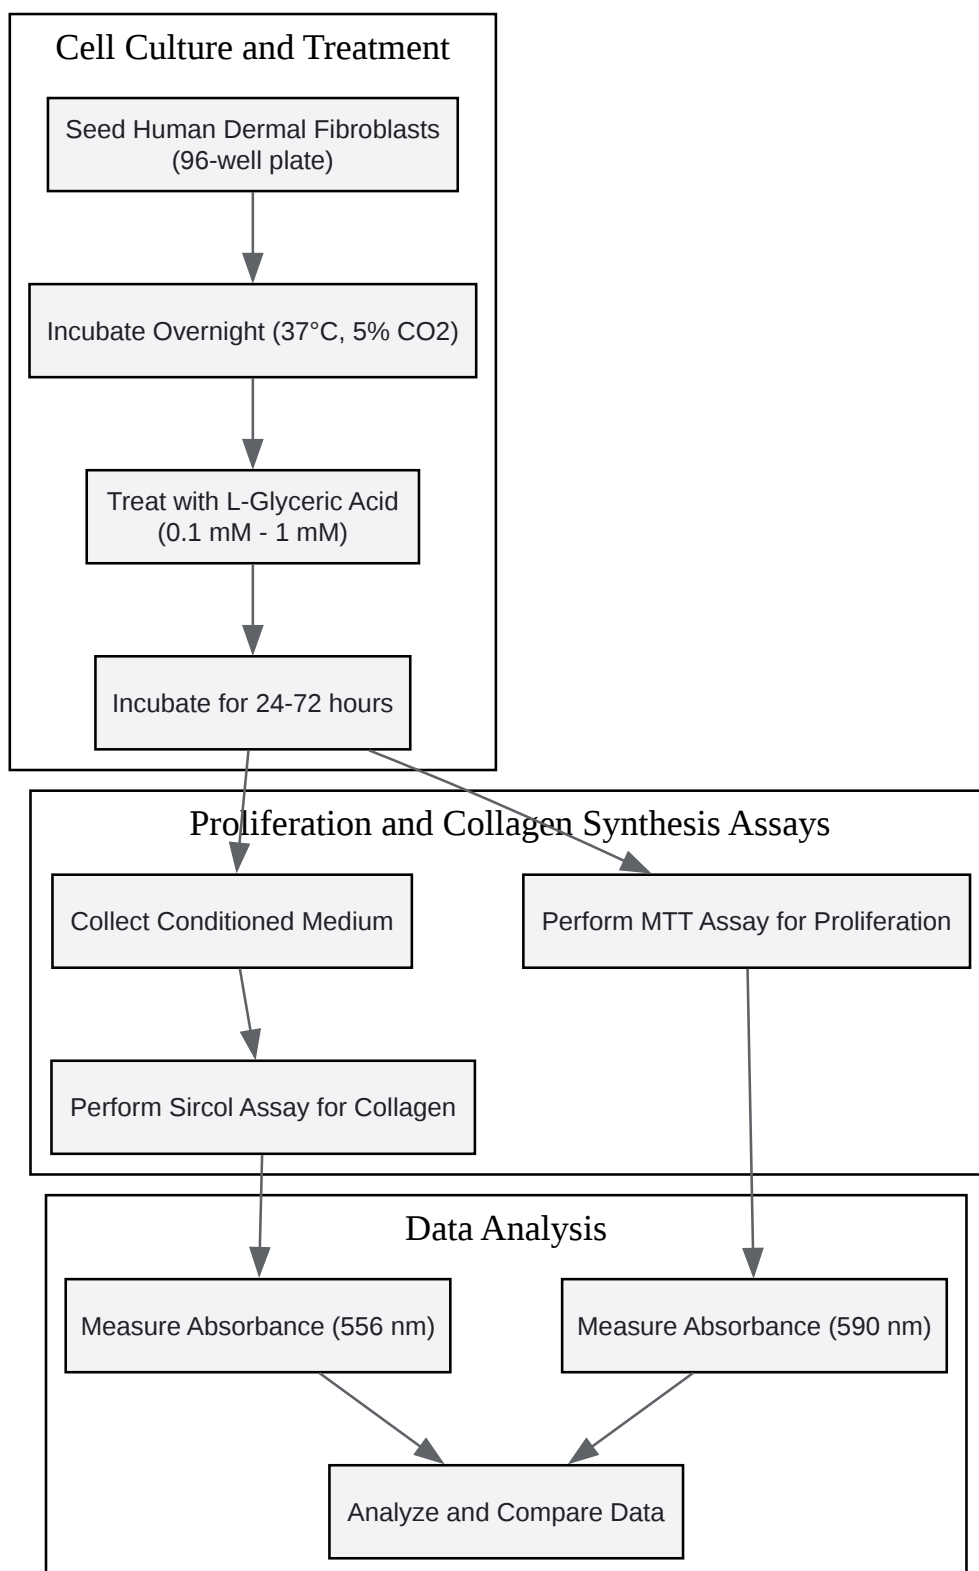 Cell Culture and Treatment
Seed Human Dermal Fibroblasts
(96-well plate)
Incubate Overnight (37°C, 5% CO2)
Treat with L-Glyceric Acid
(0.1 mM - 1 mM)
Incubate for 24-72 hours
Proliferation and Collagen Synthesis Assays
Collect Conditioned Medium
Perform MTT Assay for Proliferation
Perform Sircol Assay for Collagen
Data Analysis
Measure Absorbance (556 nm)
Measure Absorbance (590 nm)
Analyze and Compare Data